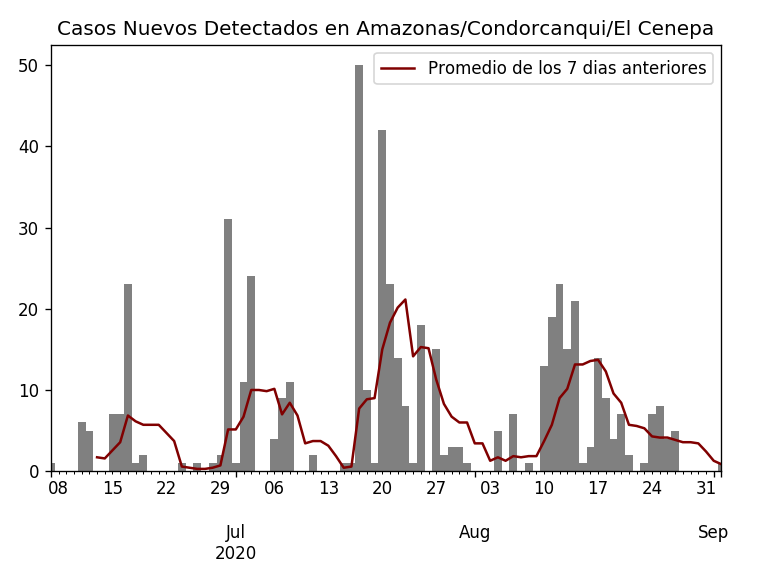 Casos Nuevos Detectados en Amazonas/Condorcanqui/El Cenepa
Promedio de los 7 dias anteriores
50
40
30
20
10
0
08 15 22 29 06 13 20 27 03 10 17 24 31
Jul Aug Sep
2020